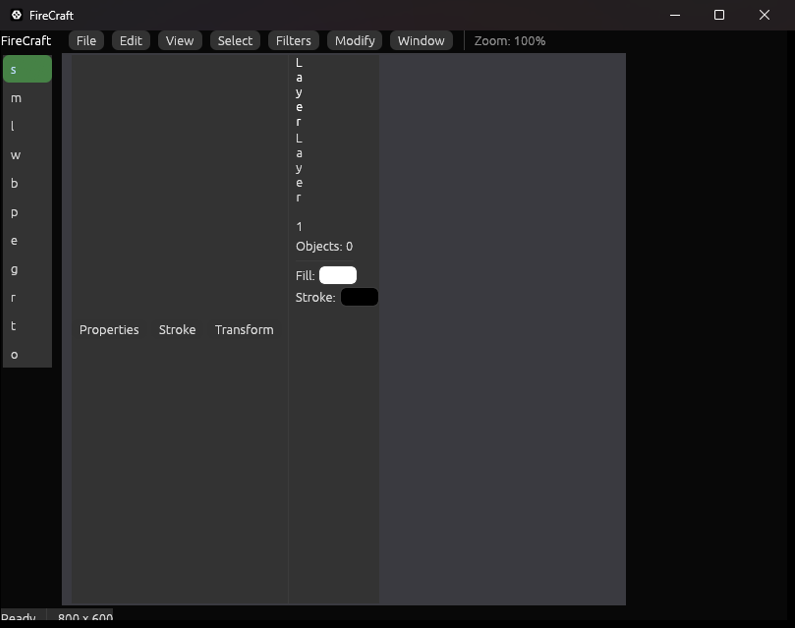 FireCraft
FireCraft File Edit View Select Filters Modify Window Zoom: 100%
s
m
l
w
b
p
e
g
r
t
o
Properties Stroke Transform
L
a
y
e
r
L
a
y
e
r
1
Objects: 0
Fill:
Stroke:
Ready 800 x 600